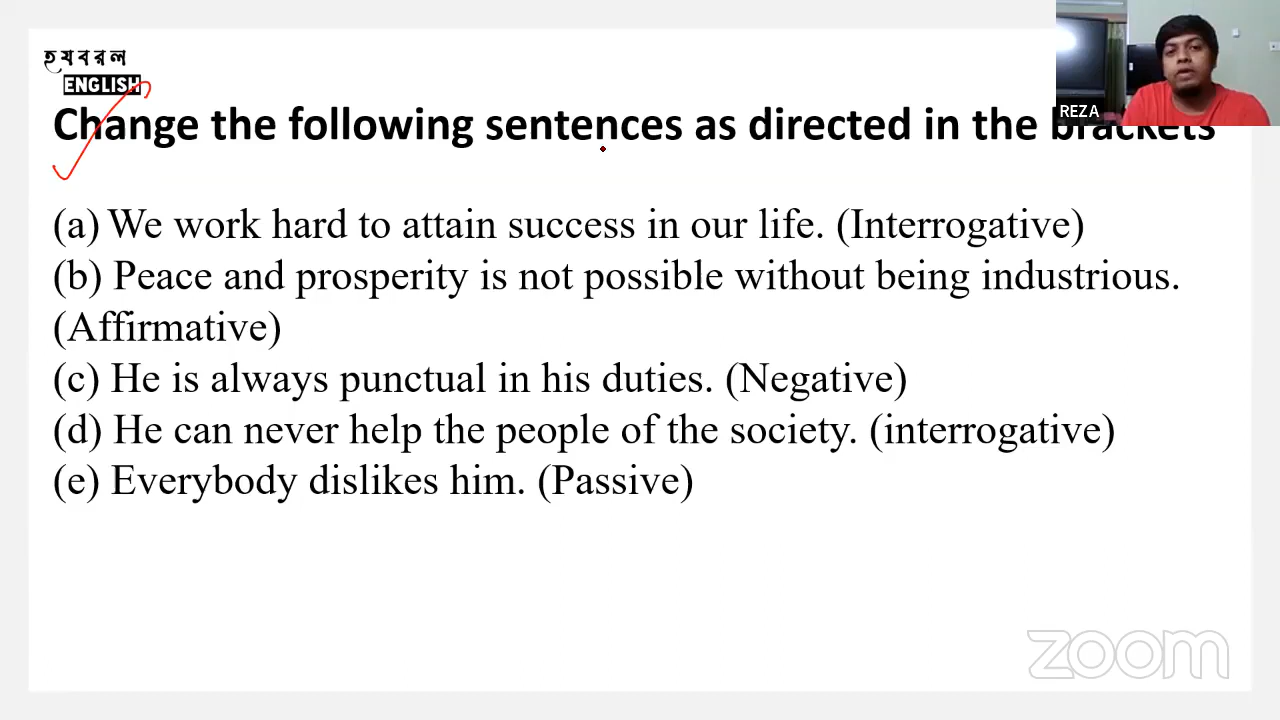 হ য ব র ল
ENGLISH
Change the following sentences as directed in the brackets
REZA
(a) We work hard to attain success in our life. (Interrogative)
(b) Peace and prosperity is not possible without being industrious.
(Affirmative)
(c) He is always punctual in his duties. (Negative)
(d) He can never help the people of the society. (interrogative)
(e) Everybody dislikes him. (Passive)
zoom